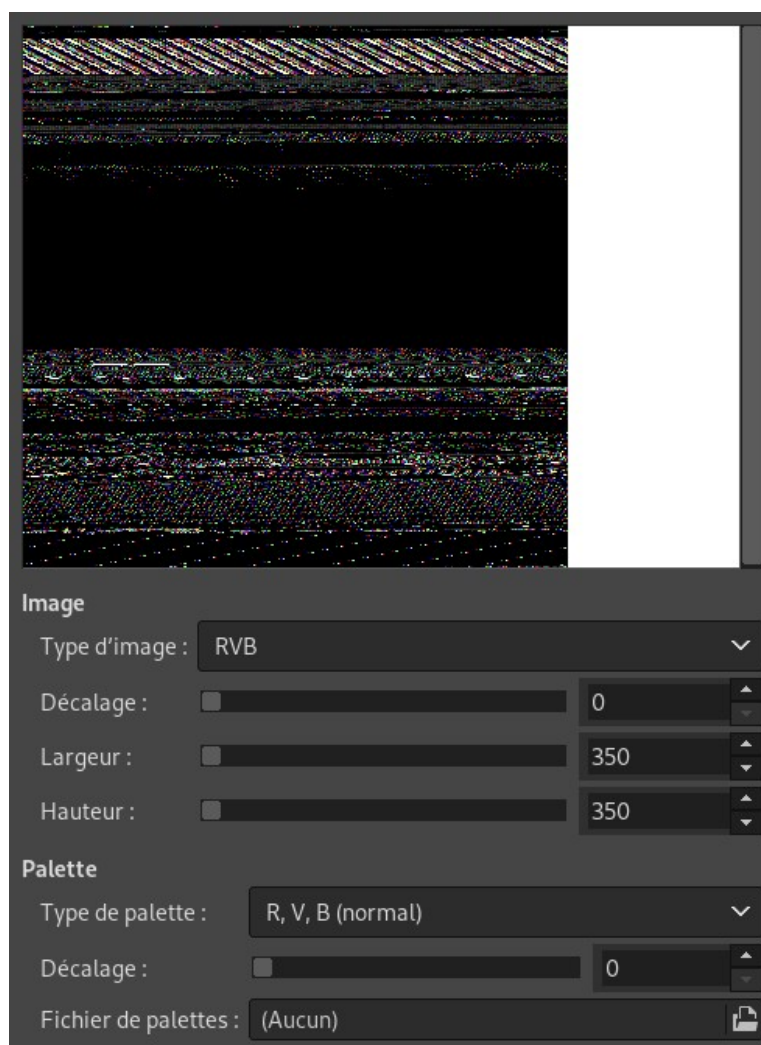 Image
Type d’image : RVB
Décalage : 0
Largeur : 350
Hauteur : 350
Palette
Type de palette : R, V, B (normal)
Décalage : 0
Fichier de palettes : (Aucun)